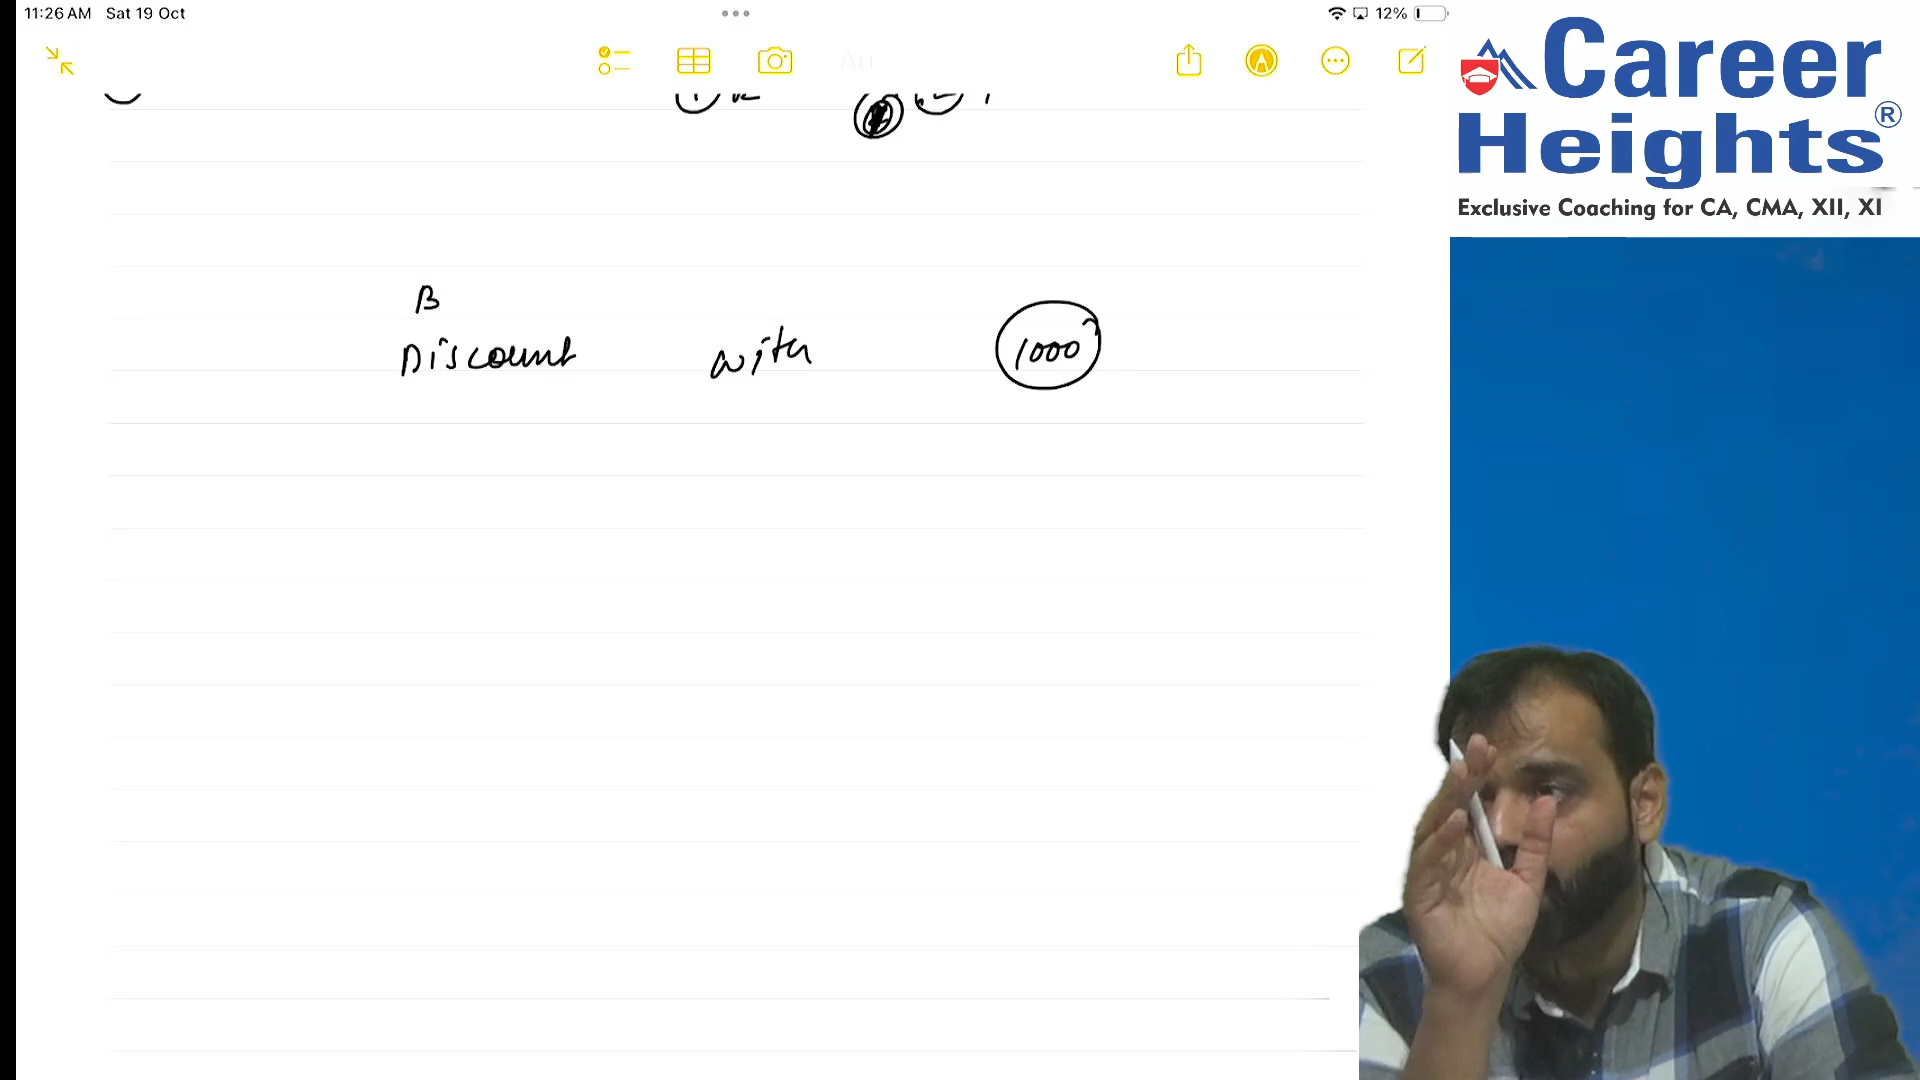 11:26 AM Sat 19 Oct
12%
Career
Heights®
Exclusive Coaching for CA, CMA, XII, XI
B
Discount with 1000